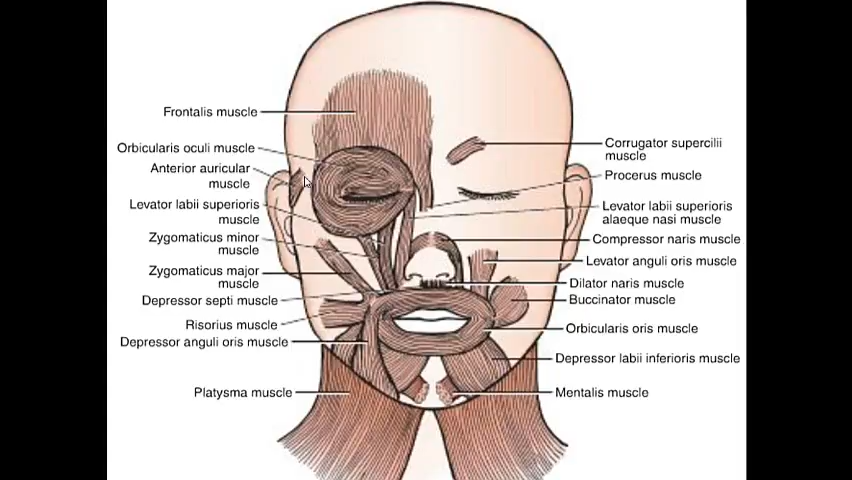 Frontalis muscle
Orbicularis oculi muscle
Anterior auricular
muscle
Levator labii superioris
muscle
Zygomaticus minor
muscle
Zygomaticus major
muscle
Depressor septi muscle
Risorius muscle
Depressor anguli oris muscle
Platysma muscle
Corrugator supercilii
muscle
Procerus muscle
Levator labii superioris
alaeque nasi muscle
Compressor naris muscle
Levator anguli oris muscle
Dilator naris muscle
Buccinator muscle
Orbicularis oris muscle
Depressor labii inferioris muscle
Mentalis muscle